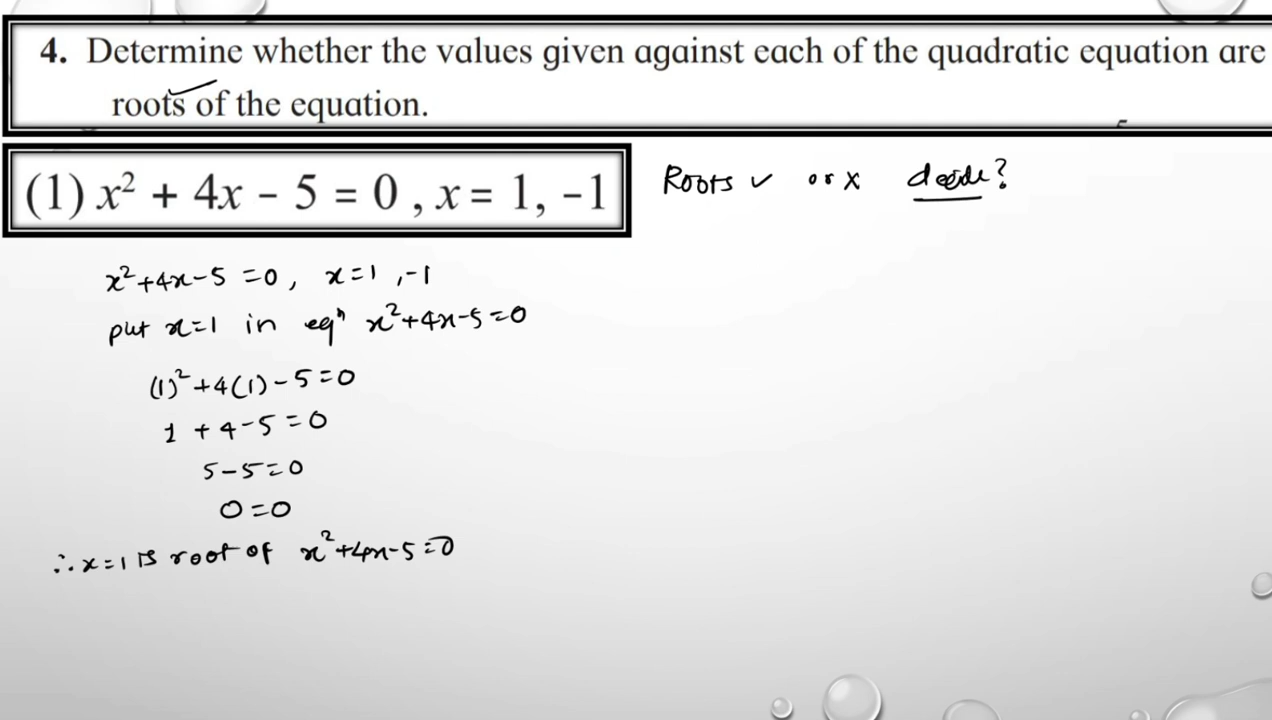 4. Determine whether the values given against each of the quadratic equation are
roots of the equation.
(1) x² + 4x - 5 = 0 , x = 1, -1
Roots ✓ or x decide?
x²+4x-5 =0, x=1 ,-1
put x=1 in eqⁿ x²+4x-5=0
(1)²+4(1)-5=0
1 + 4-5 =0
5-5=0
0=0
∴x=1 is root of x²+4x-5=0